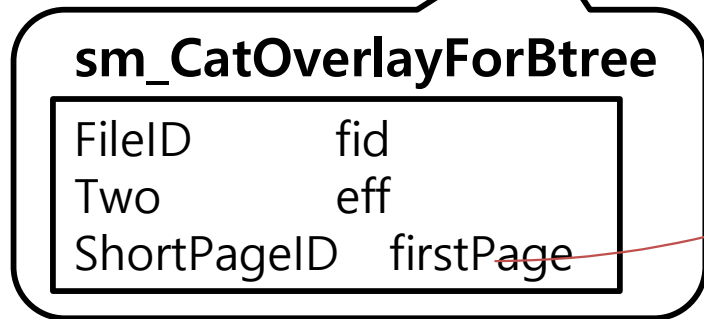 sm_CatOverlayForBtree
FileID fid
Two eff
ShortPageID firstPage